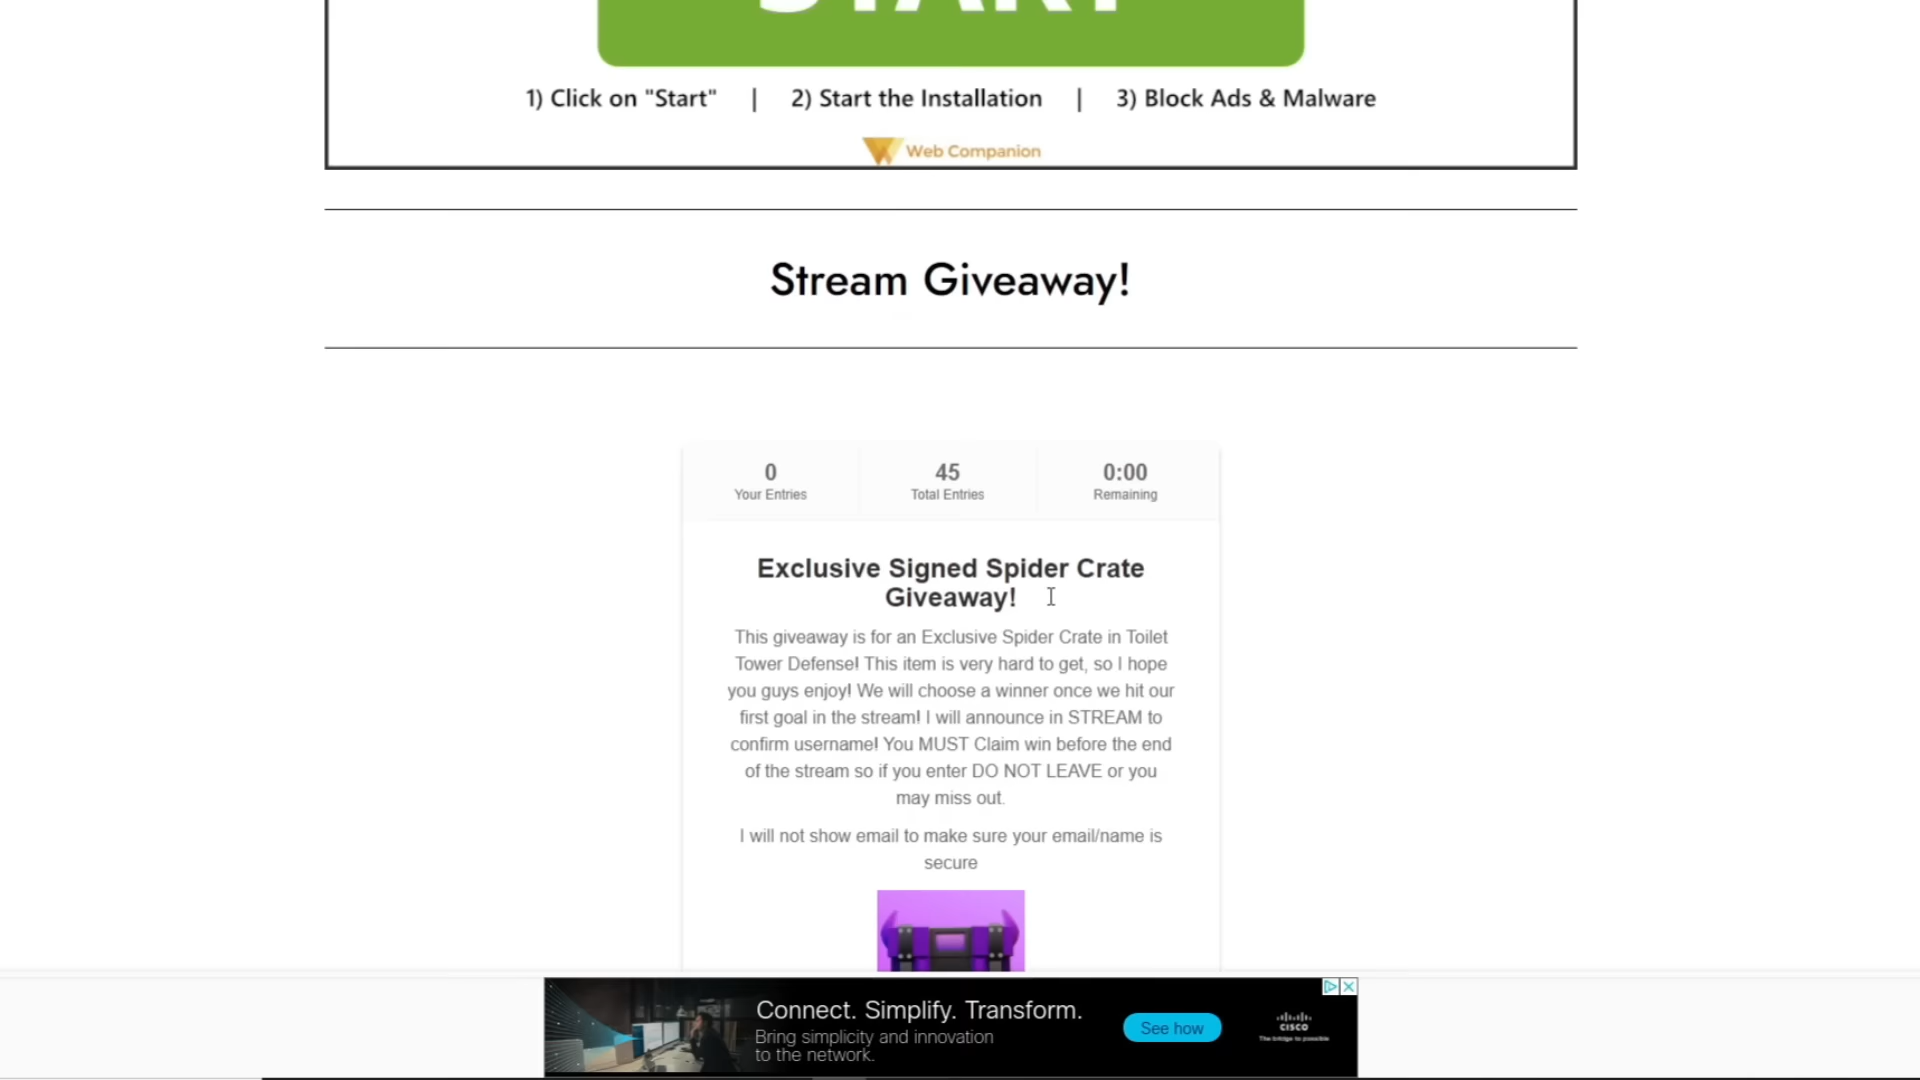 START
1) Click on "Start" | 2) Start the Installation | 3) Block Ads & Malware
Web Companion
Stream Giveaway!
0 45 0:00
Your Entries Total Entries Remaining
Exclusive Signed Spider Crate
Giveaway!
This giveaway is for an Exclusive Spider Crate in Toilet
Tower Defense! This item is very hard to get, so I hope
you guys enjoy! We will choose a winner once we hit our
first goal in the stream! I will announce in STREAM to
confirm username! You MUST Claim win before the end
of the stream so if you enter DO NOT LEAVE or you
may miss out.
I will not show email to make sure your email/name is
secure
Connect. Simplify. Transform.
Bring simplicity and innovation
to the network.
See how
CISCO
The bridge to possible